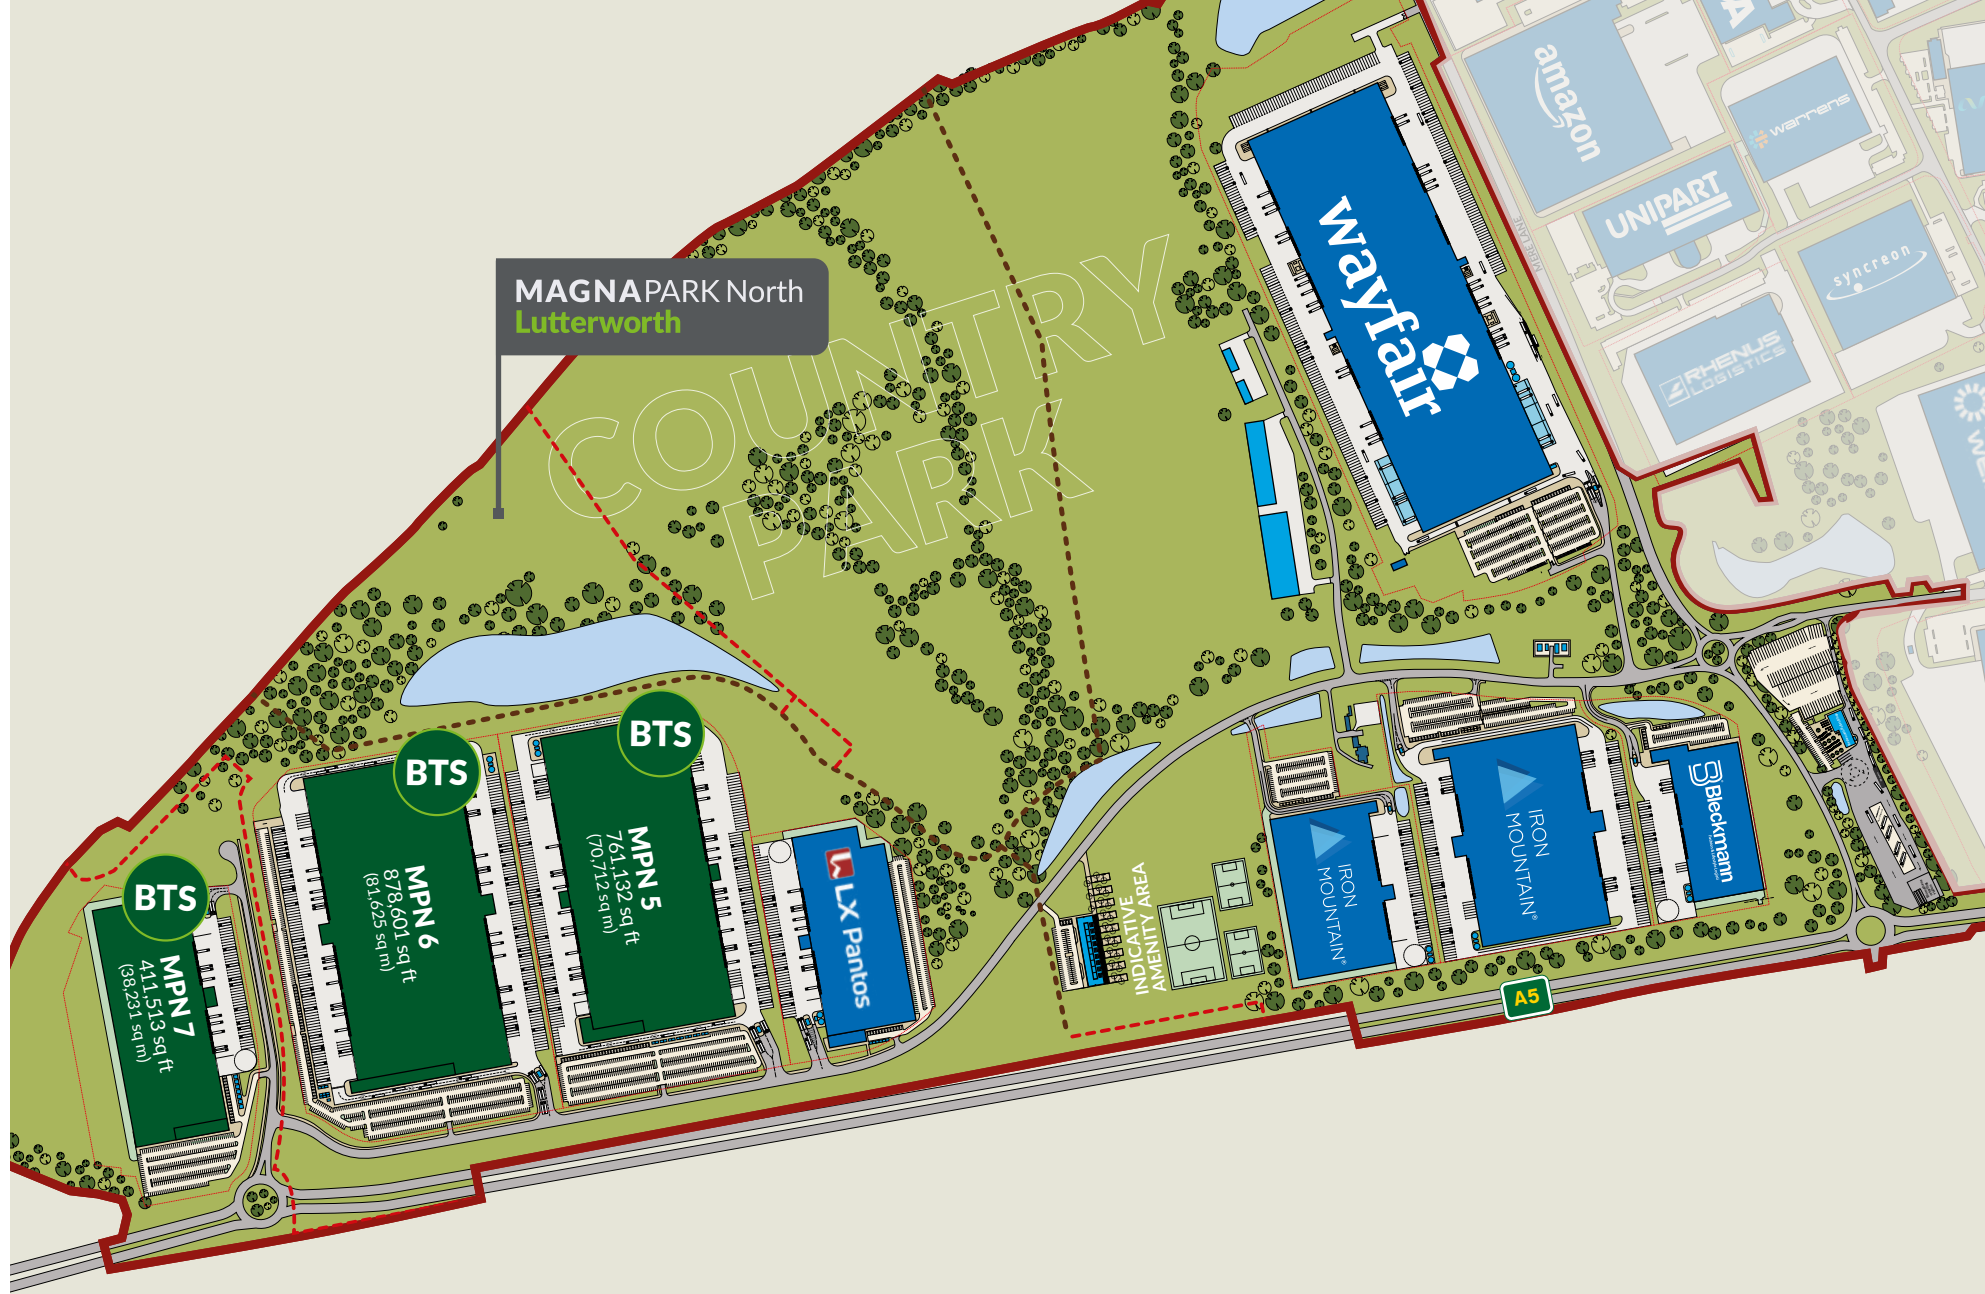 MAGNAPARK North
Lutterworth
COUNTRY
PARK
amazon
warrens
UNIPART
syncreon
RHENUS
LOGISTICS
MERE LANE
wayfair
BTS
MPN 7
411,513 sq ft
(38,231 sq m)
BTS
MPN 6
878,601 sq ft
(81,625 sq m)
BTS
MPN 5
761,132 sq ft
(70,712 sq m)
LX Pantos
INDICATIVE
AMENITY AREA
IRON
MOUNTAIN®
IRON
MOUNTAIN®
Bleckmann
A5